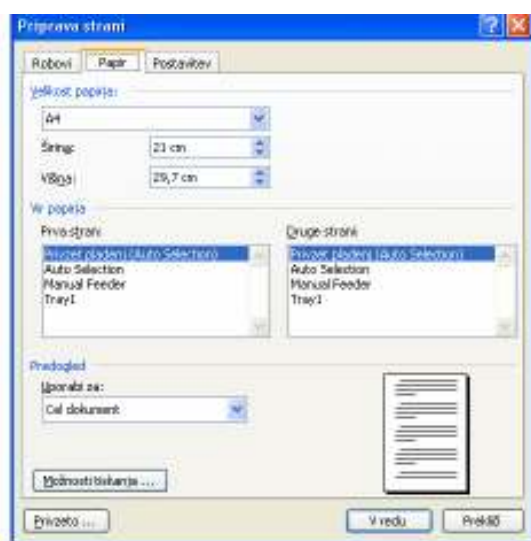 Priprava strani
Robovi Papir Postavitev
Velikost papirja:
A4
Širina: 21 cm
Višina: 29,7 cm
Vir papirja
Prva stran: Druge strani:
Privzet pladenj (Auto Selection) Privzet pladenj (Auto Selection)
Auto Selection Auto Selection
Manual Feeder Manual Feeder
Tray1 Tray1
Predogled
Uporabi za:
Cel dokument
Možnosti tiskanja ...
Privzeto ... V redu Prekliči